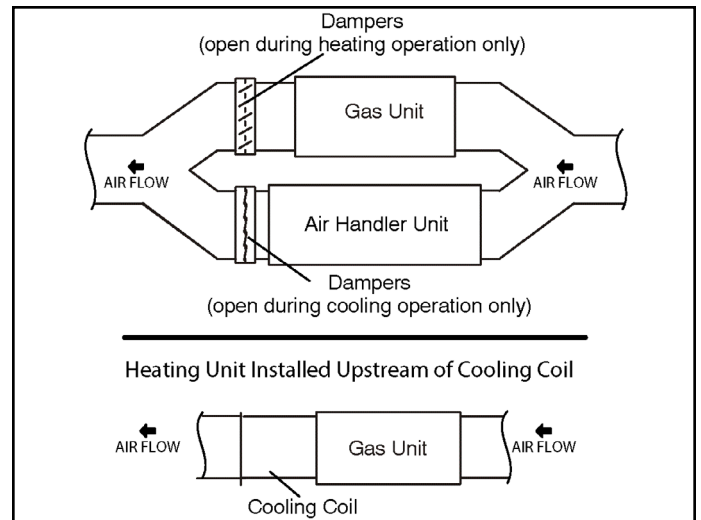 Dampers
(open during heating operation only)
Gas Unit
AIR FLOW
AIR FLOW
Air Handler Unit
Dampers
(open during cooling operation only)
Heating Unit Installed Upstream of Cooling Coil
AIR FLOW
Gas Unit
AIR FLOW
Cooling Coil